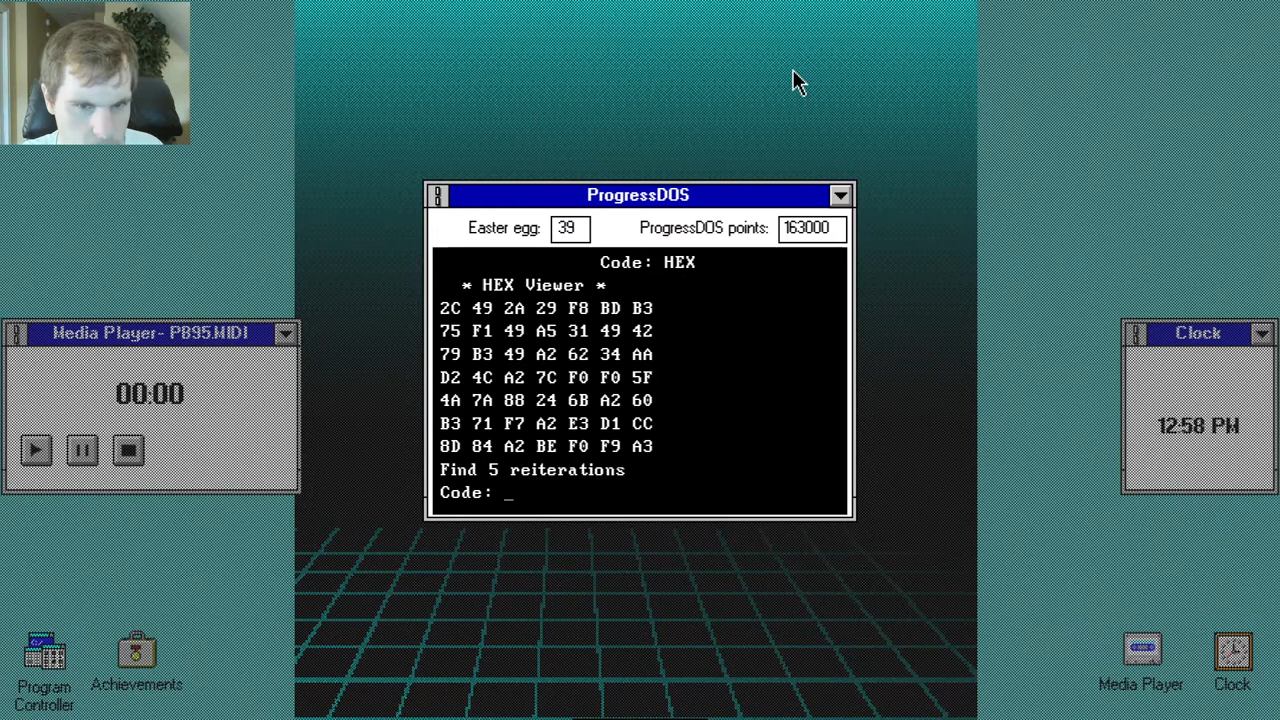 ProgressDOS
Easter egg: 39 ProgressDOS points: 163000
Code: HEX
* HEX Viewer *
2C 49 2A 29 F8 BD B3
75 F1 49 A5 31 49 42
79 B3 49 A2 62 34 AA
D2 4C A2 7C F0 F0 5F
4A 7A 88 24 6B A2 60
B3 71 F7 A2 E3 D1 CC
8D 84 A2 BE F0 F9 A3
Find 5 reiterations
Code: _
Media Player- PB95.MIDI
00:00
Clock
12:58 PM
Program
Controller
Achievements
Media Player
Clock